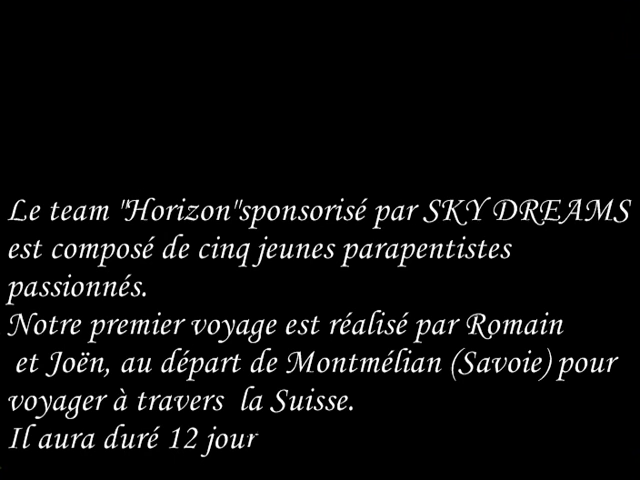 Le team "Horizon"sponsorisé par SKY DREAMS
est composé de cinq jeunes parapentistes
passionnés.
Notre premier voyage est réalisé par Romain
et Joën, au départ de Montmélian (Savoie) pour
voyager à travers la Suisse.
Il aura duré 12 jour